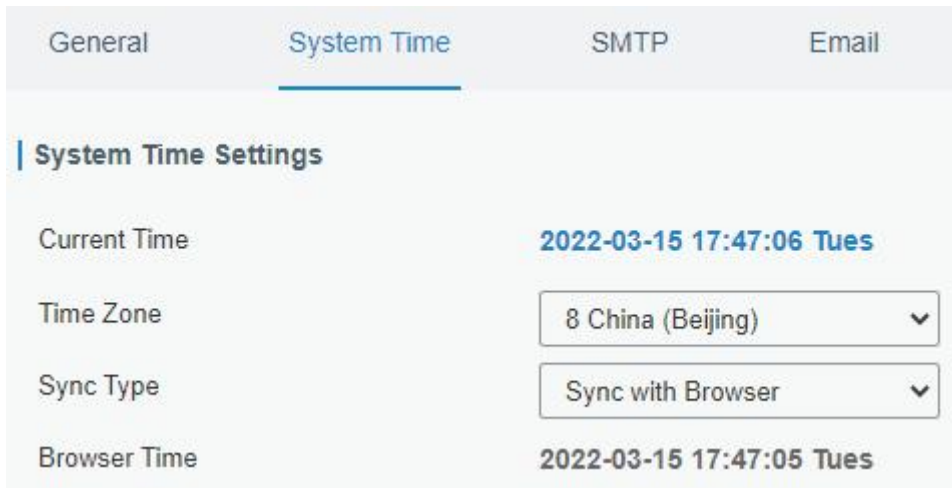 General System Time SMTP Email
System Time Settings
Current Time 2022-03-15 17:47:06 Tues
Time Zone 8 China (Beijing)
Sync Type Sync with Browser
Browser Time 2022-03-15 17:47:05 Tues